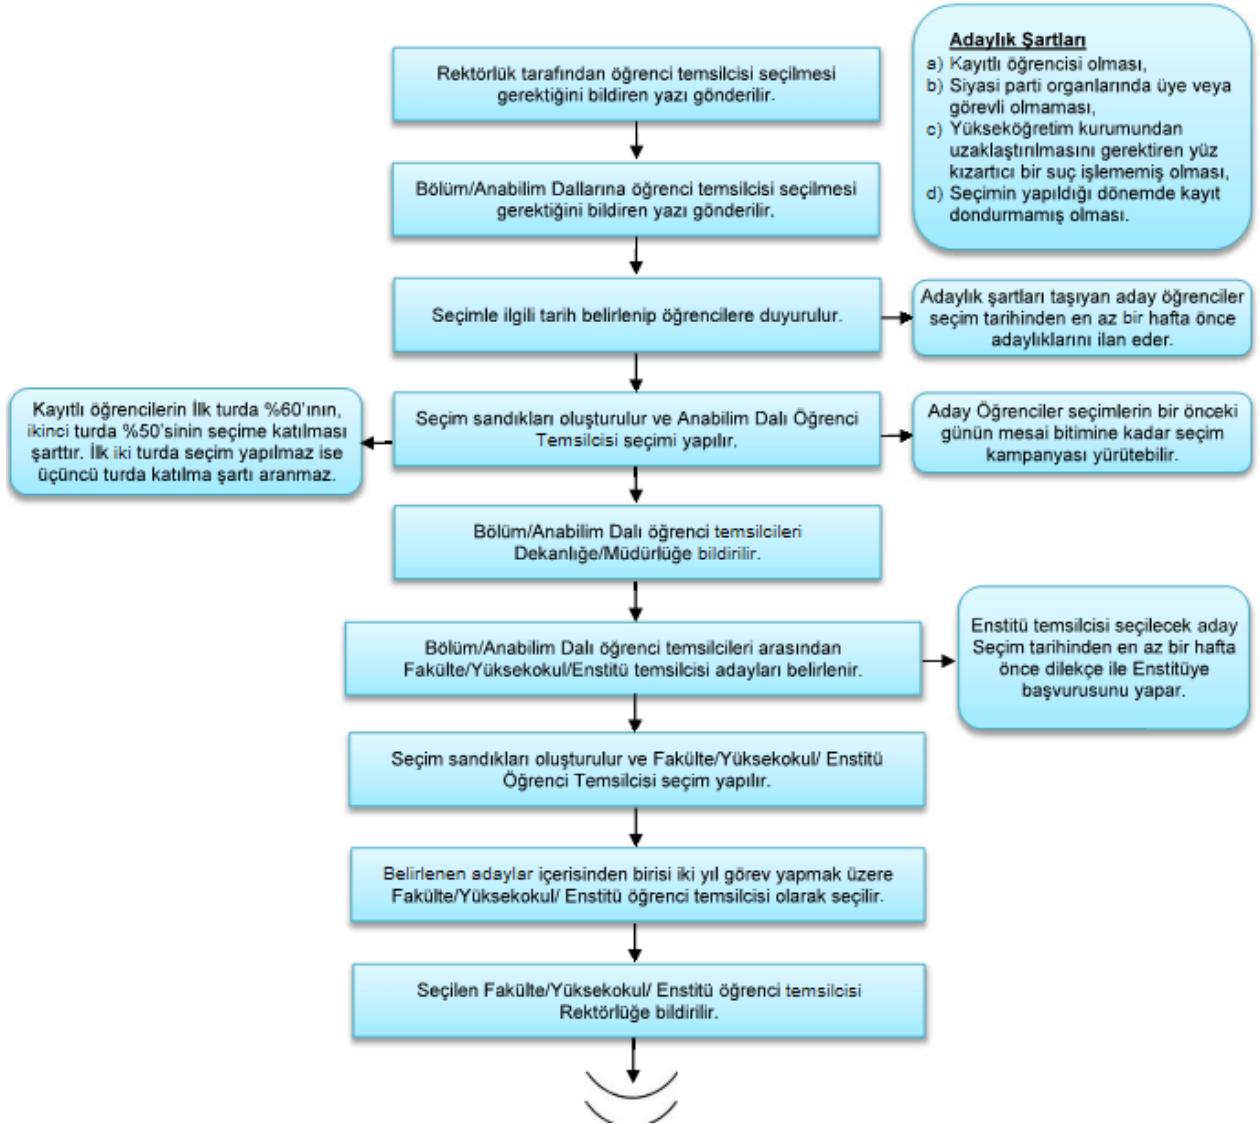 Rektörlük tarafından öğrenci temsilcisi seçilmesi
gerektiğini bildiren yazı gönderilir.
Adaylık Şartları
a) Kayıtlı öğrencisi olması,
b) Siyasi parti organlarında üye veya
görevli olmaması,
c) Yükseköğretim kurumundan
uzaklaştırılmasını gerektiren yüz
kızartıcı bir suç işlememiş olması,
d) Seçimin yapıldığı dönemde kayıt
dondurmamış olması.
Bölüm/Anabilim Dallarına öğrenci temsilcisi seçilmesi
gerektiğini bildiren yazı gönderilir.
Seçimle ilgili tarih belirlenip öğrencilere duyurulur.
Adaylık şartları taşıyan aday öğrenciler
seçim tarihinden en az bir hafta önce
adaylıklarını ilan eder.
Kayıtlı öğrencilerin İlk turda %60’ının,
ikinci turda %50’sinin seçime katılması
şarttır. İlk iki turda seçim yapılmaz ise
üçüncü turda katılma şartı aranmaz.
Seçim sandıkları oluşturulur ve Anabilim Dalı Öğrenci
Temsilcisi seçimi yapılır.
Aday Öğrenciler seçimlerin bir önceki
günün mesai bitimine kadar seçim
kampanyası yürütebilir.
Bölüm/Anabilim Dalı öğrenci temsilcileri
Dekanlığe/Müdürlüğe bildirilir.
Bölüm/Anabilim Dalı öğrenci temsilcileri arasından
Fakülte/Yüksekokul/Enstitü temsilcisi adayları belirlenir.
Enstitü temsilcisi seçilecek aday
Seçim tarihinden en az bir hafta
önce dilekçe ile Enstitüye
başvurusunu yapar.
Seçim sandıkları oluşturulur ve Fakülte/Yüksekokul/ Enstitü
Öğrenci Temsilcisi seçim yapılır.
Belirlenen adaylar içerisinden birisi iki yıl görev yapmak üzere
Fakülte/Yüksekokul/ Enstitü öğrenci temsilcisi olarak seçilir.
Seçilen Fakülte/Yüksekokul/ Enstitü öğrenci temsilcisi
Rektörlüğe bildirilir.